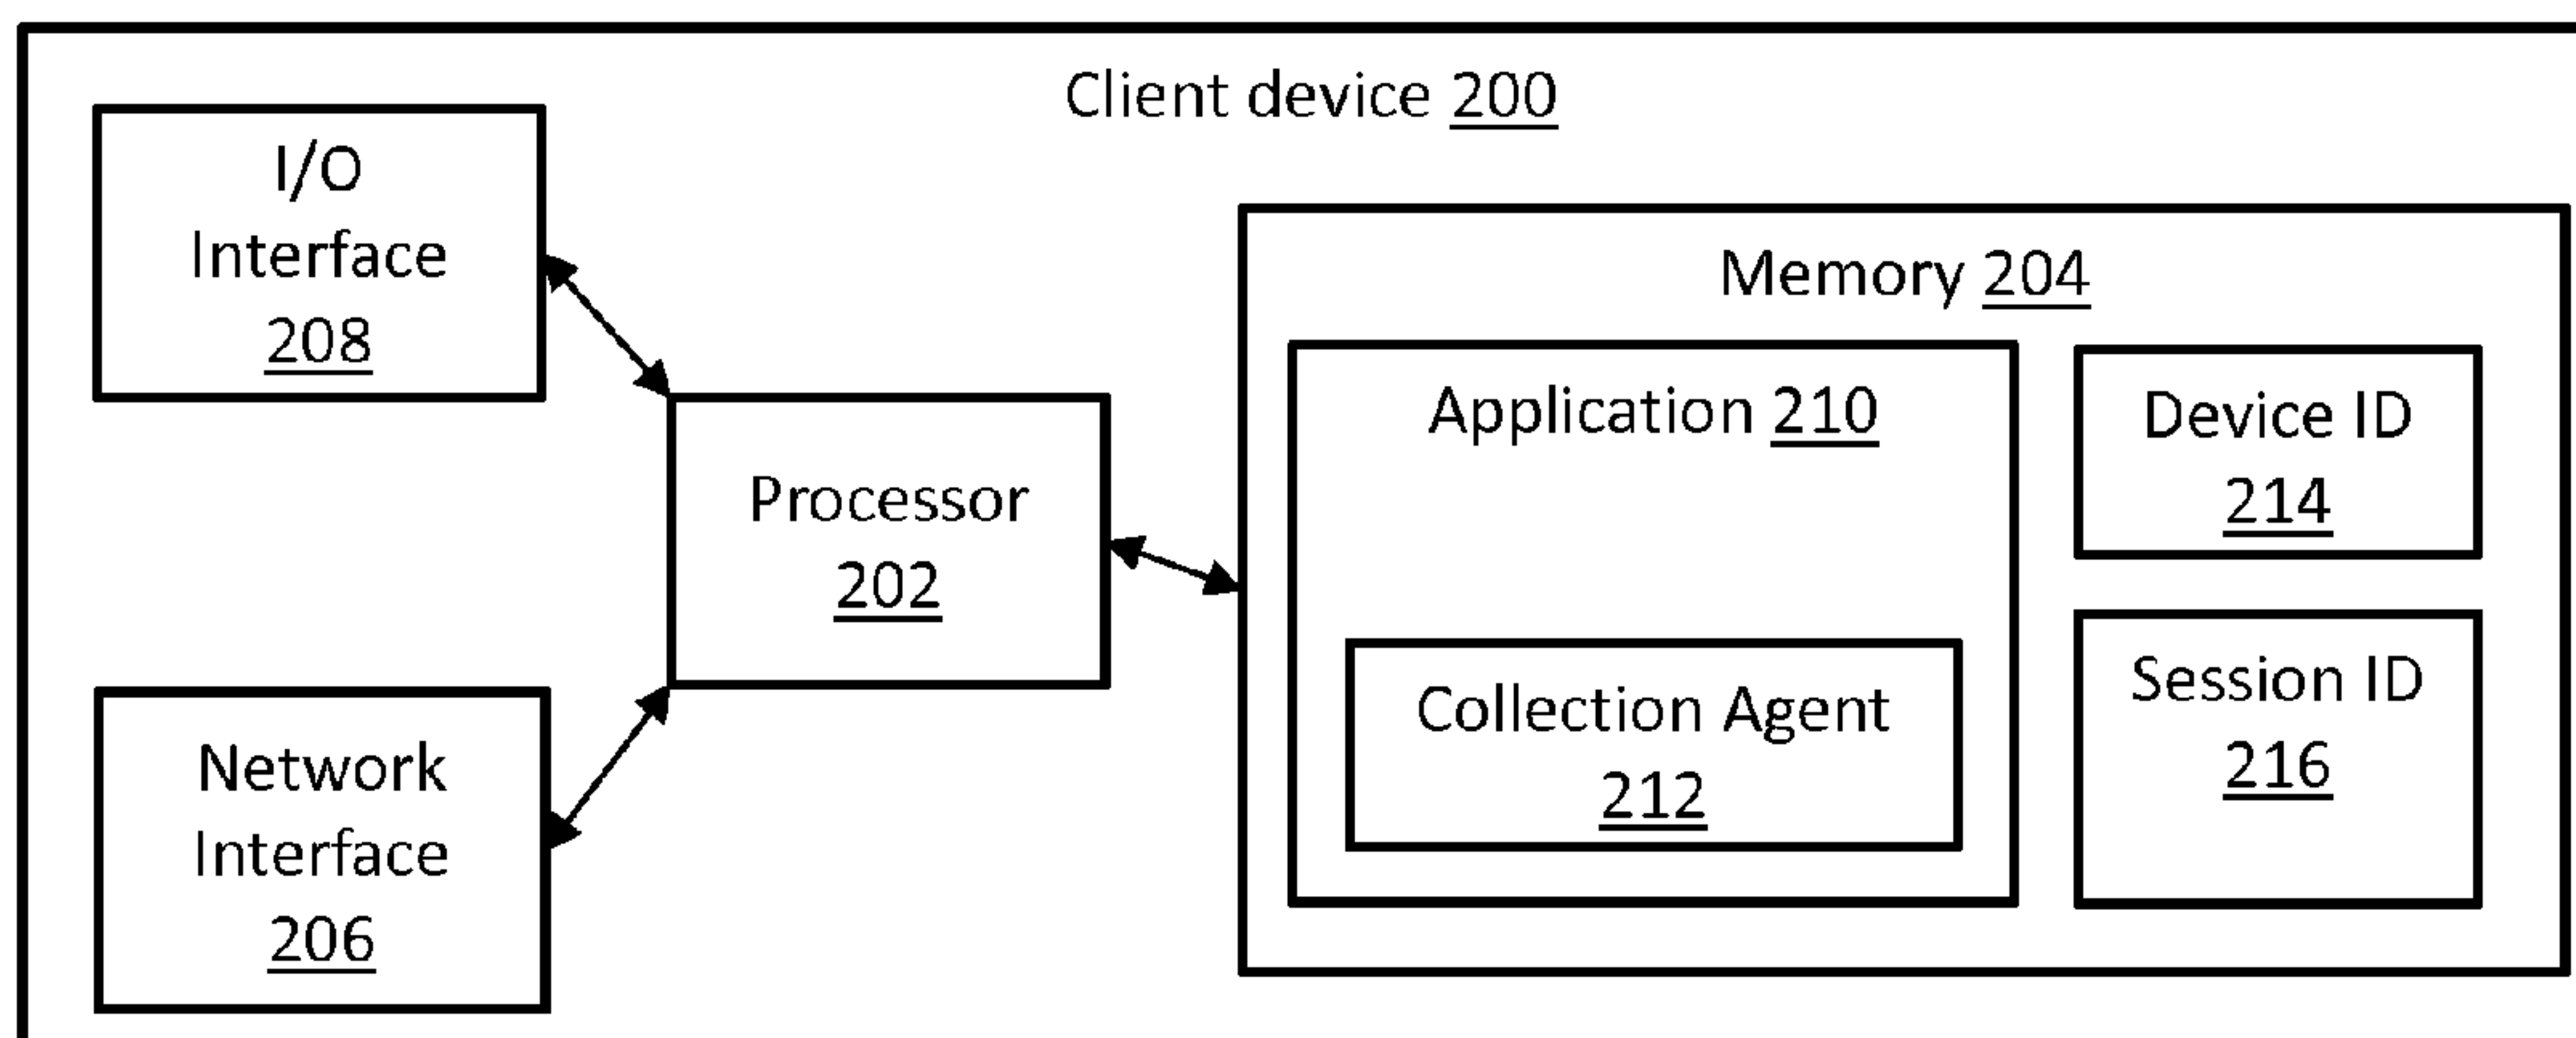 Client device 200
I/O
Interface
208
Memory 204
Application 210
Device ID
214
Processor
202
Session ID
216
Collection Agent
212
Network
Interface
206